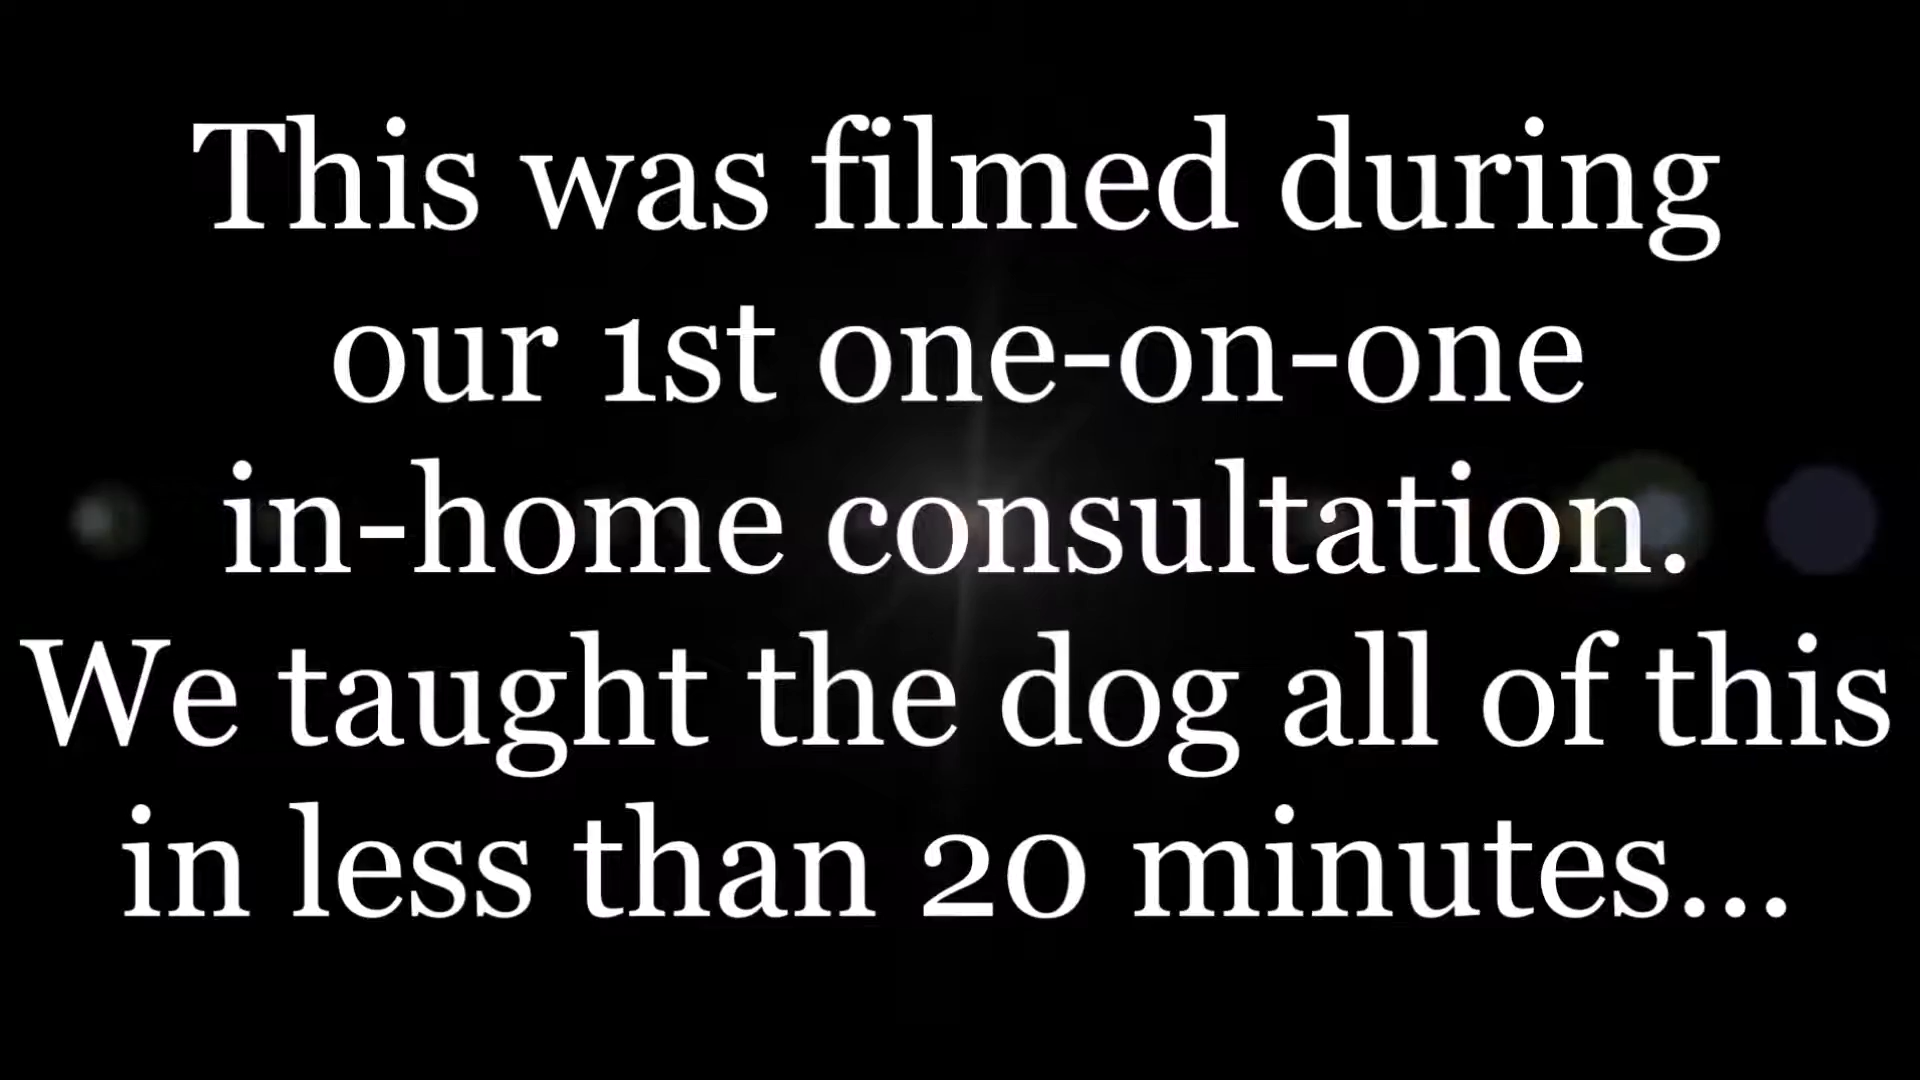 This was filmed during
our 1st one-on-one
in-home consultation.
We taught the dog all of this
in less than 20 minutes...